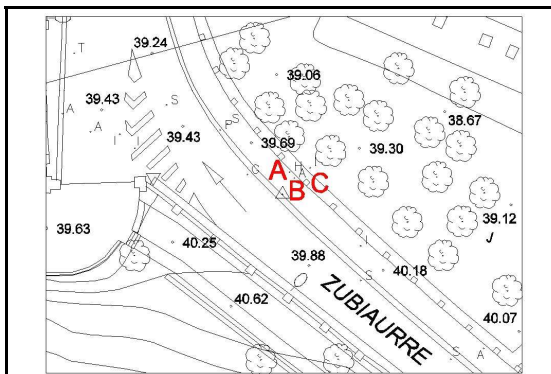 T
39.24
39.06
39.43
A
S
A
I
I
39.43
F
S
39.69
38.67
39.30
A
H
I
C
A
B
C
39.63
40.25
39.12
J
39.88
I
S
40.18
40.62
ZUBIAURRE
40.07
S
A